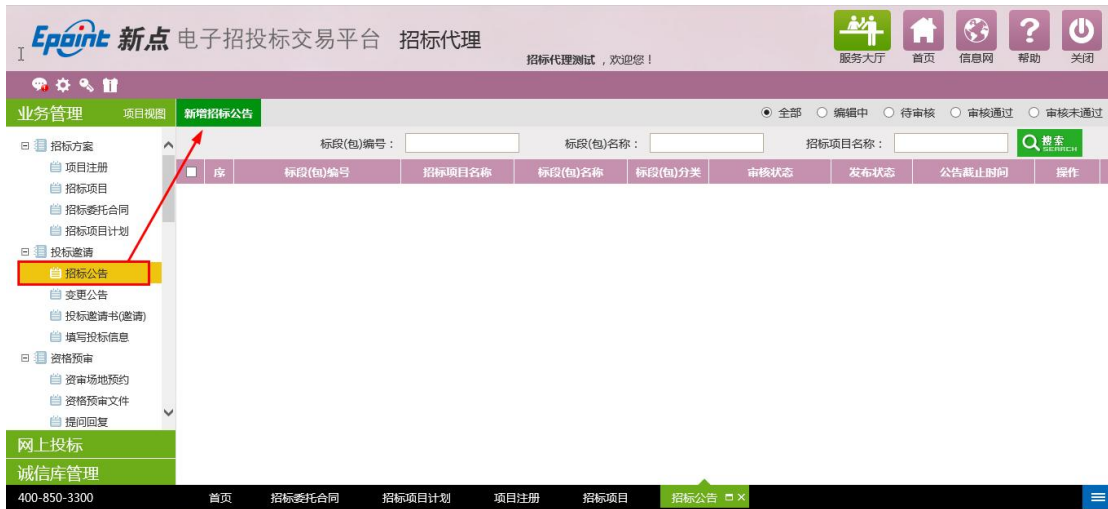 Epoint 新点 电子招投标交易平台 招标代理
招标代理测试，欢迎您！
服务大厅 首页 信息网 帮助 关闭
业务管理 项目视图
新增招标公告 全部 编辑中 待审核 审核通过 审核未通过
标段(包)编号： 标段(包)名称： 招标项目名称： 搜索 SEARCH
序 标段(包)编号 招标项目名称 标段(包)名称 标段(包)分类 审核状态 发布状态 公告截止时间 操作
招标方案
项目注册
招标项目
招标委托合同
招标项目计划
投标邀请
招标公告
变更公告
投标邀请书(邀请)
填写投标信息
资格预审
资审场地预约
资格预审文件
提问回复
网上投标
诚信库管理
400-850-3300 首页 招标委托合同 招标项目计划 项目注册 招标项目 招标公告